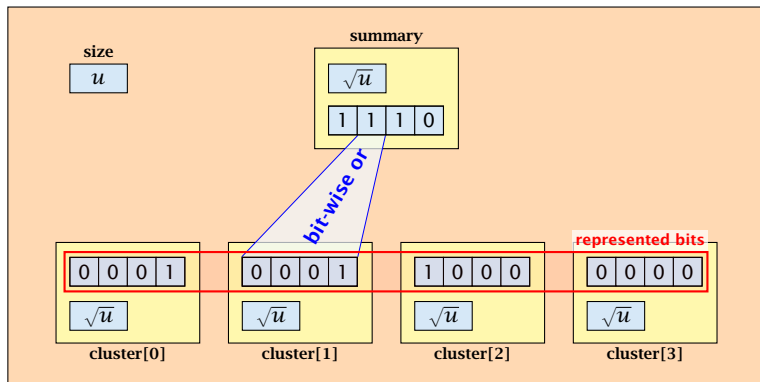 summary
size
u
√u
1 1 1 0
bit-wise or
represented bits
0 0 0 1
0 0 0 1
1 0 0 0
0 0 0 0
√u
√u
√u
√u
cluster[0]
cluster[1]
cluster[2]
cluster[3]